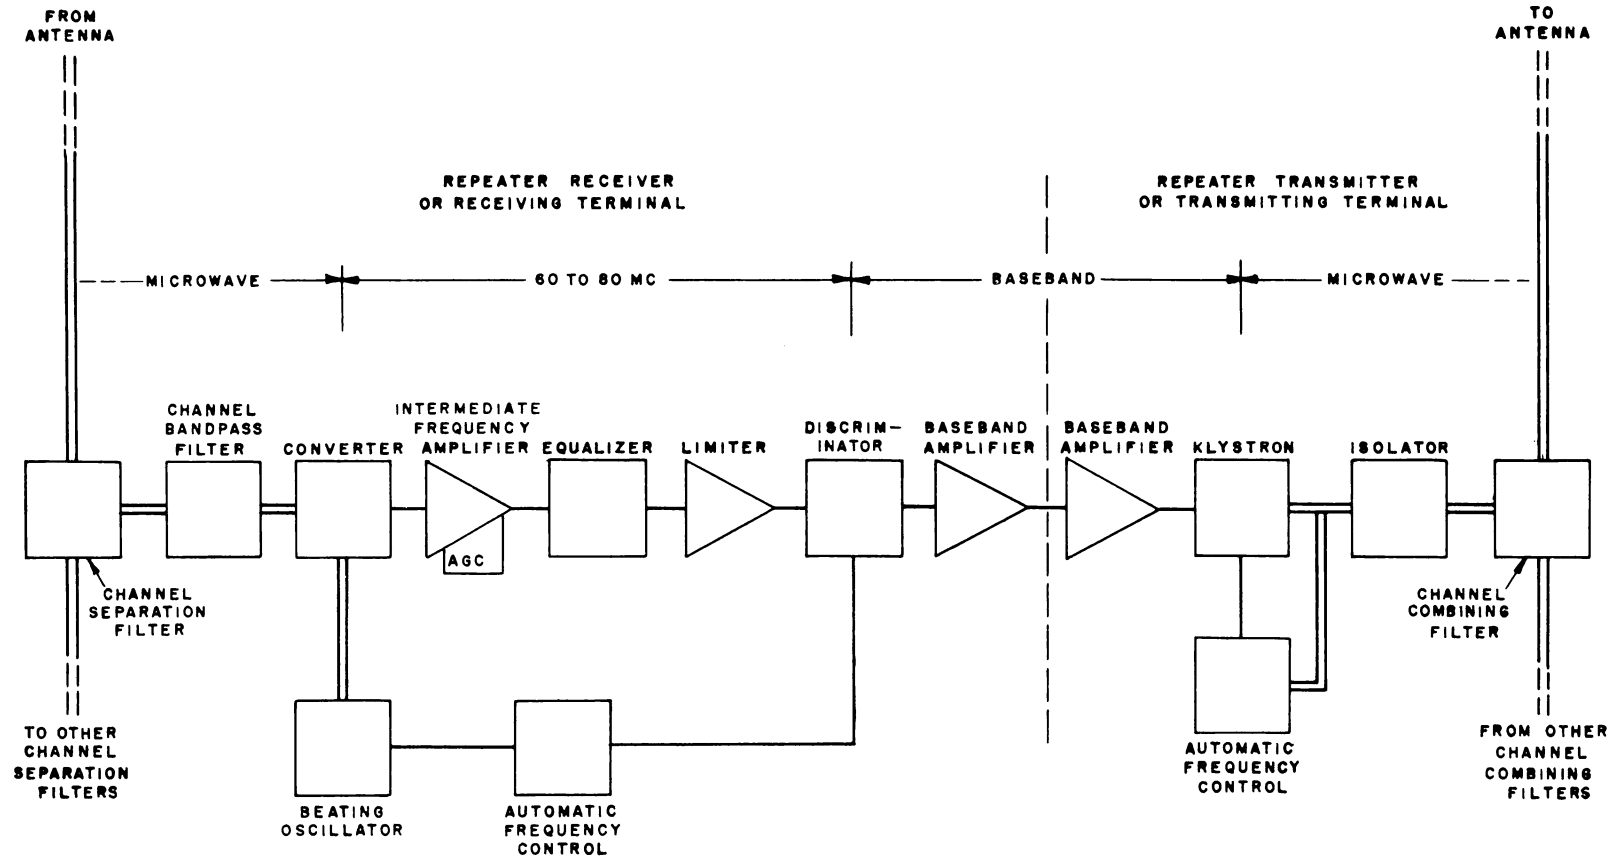 FROM
ANTENNA
TO
ANTENNA
REPEATER RECEIVER
OR RECEIVING TERMINAL
REPEATER TRANSMITTER
OR TRANSMITTING TERMINAL
MICROWAVE
60 TO 80 MC
BASEBAND
MICROWAVE
CHANNEL
BANDPASS
FILTER
CONVERTER
INTERMEDIATE
FREQUENCY
AMPLIFIER
EQUALIZER
LIMITER
DISCRIM-
INATOR
BASEBAND
AMPLIFIER
BASEBAND
AMPLIFIER
KLYSTRON
ISOLATOR
AGC
CHANNEL
SEPARATION
FILTER
CHANNEL
COMBINING
FILTER
TO OTHER
CHANNEL
SEPARATION
FILTERS
BEATING
OSCILLATOR
AUTOMATIC
FREQUENCY
CONTROL
AUTOMATIC
FREQUENCY
CONTROL
FROM OTHER
CHANNEL
COMBINING
FILTERS